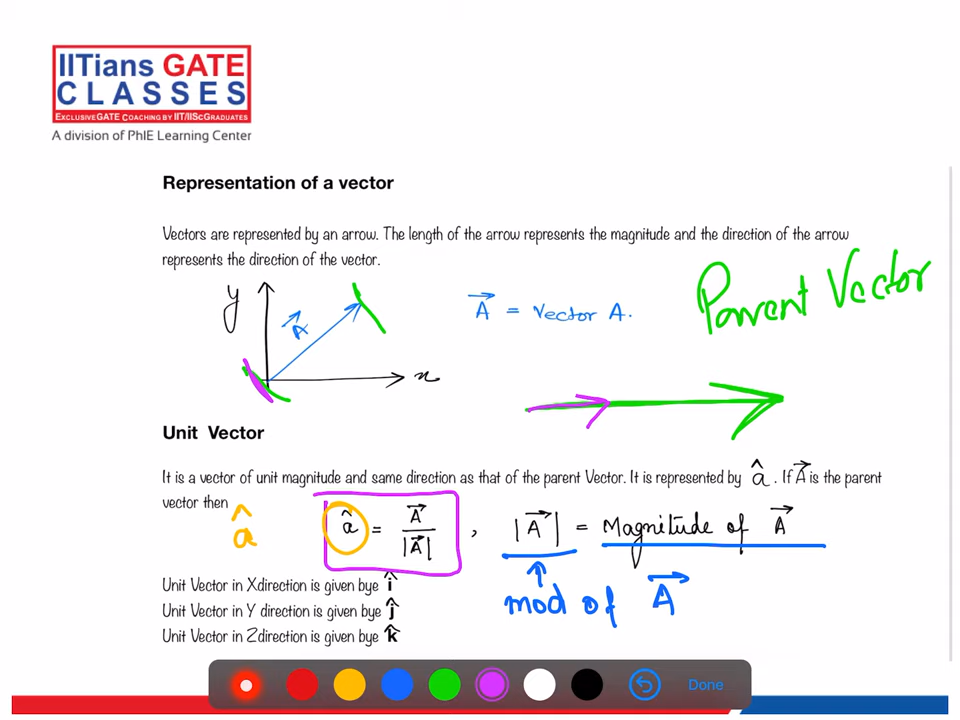 IITians GATE
CLASSES
EXCLUSIVE GATE COACHING BY IIT/IISc GRADUATES
A division of PhIE Learning Center
Representation of a vector
Vectors are represented by an arrow. The length of the arrow represents the magnitude and the direction of the arrow
represents the direction of the vector.
Parent Vector
y
A⃗
A⃗ = Vector A.
x
Unit Vector
It is a vector of unit magnitude and same direction as that of the parent Vector. It is represented by â . If A⃗ is the parent
vector then
â
â = A⃗ / |A⃗| , |A⃗| = Magnitude of A⃗
mod of A⃗
Unit Vector in Xdirection is given bye î
Unit Vector in Y direction is given bye ĵ
Unit Vector in Zdirection is given bye k̂
Done